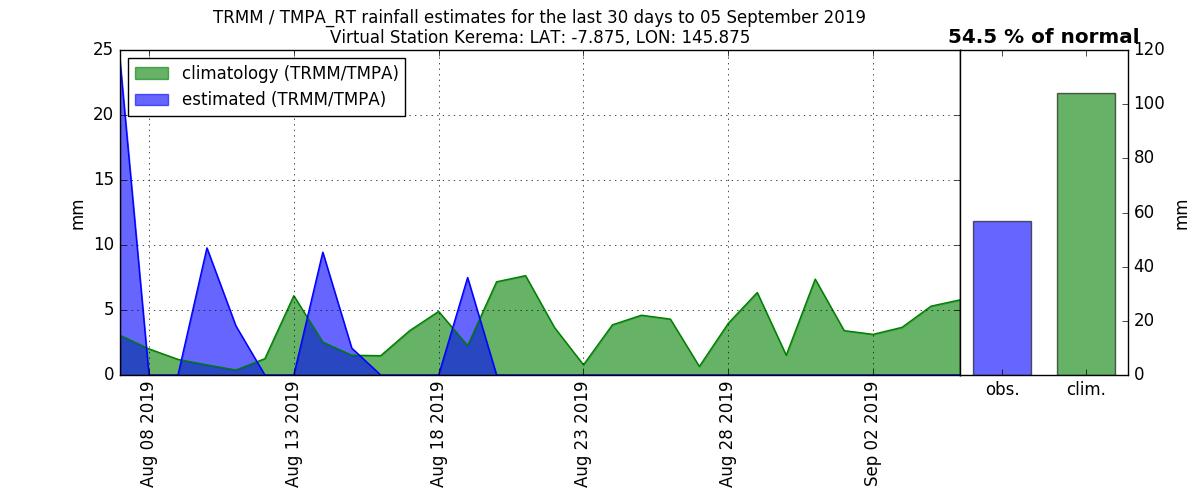 TRMM / TMPA_RT rainfall estimates for the last 30 days to 05 September 2019
Virtual Station Kerema: LAT: -7.875, LON: 145.875
54.5 % of normal
climatology (TRMM/TMPA)
estimated (TRMM/TMPA)
25
20
15
10
5
0
mm
Aug 08 2019
Aug 13 2019
Aug 18 2019
Aug 23 2019
Aug 28 2019
Sep 02 2019
120
100
80
60
40
20
0
mm
obs.
clim.